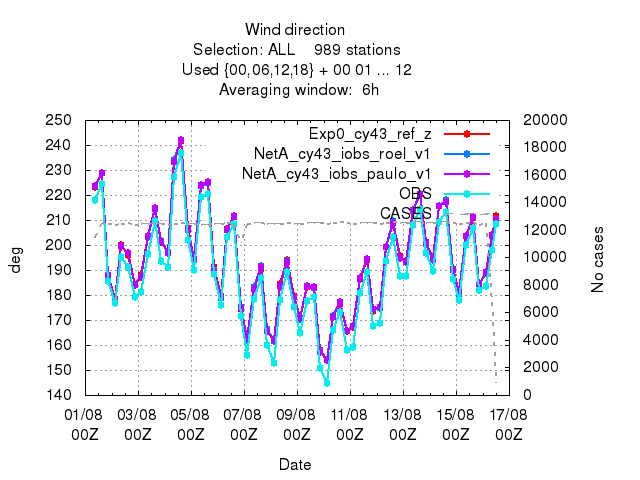 Wind direction
Selection: ALL 989 stations
Used {00,06,12,18} + 00 01 ... 12
Averaging window: 6h
250
240
230
220
210
200
190
180
170
160
150
140
deg
20000
18000
16000
14000
12000
10000
8000
6000
4000
2000
0
No cases
Exp0_cy43_ref_z
NetA_cy43_iobs_roel_v1
NetA_cy43_iobs_paulo_v1
OBS
CASES
01/08 03/08 05/08 07/08 09/08 11/08 13/08 15/08 17/08
00Z 00Z 00Z 00Z 00Z 00Z 00Z 00Z 00Z
Date